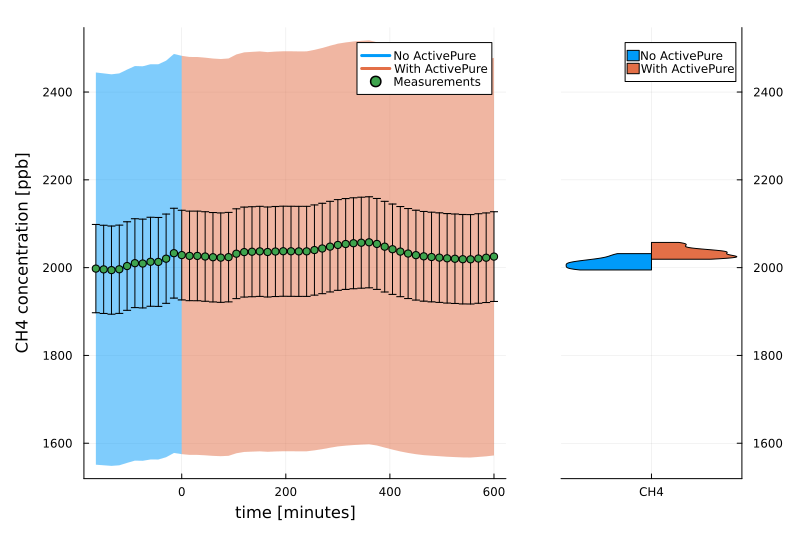 No ActivePure
With ActivePure
Measurements
CH4 concentration [ppb]
2400
2200
2000
1800
1600
0
200
400
600
time [minutes]
No ActivePure
With ActivePure
2400
2200
2000
1800
1600
CH4